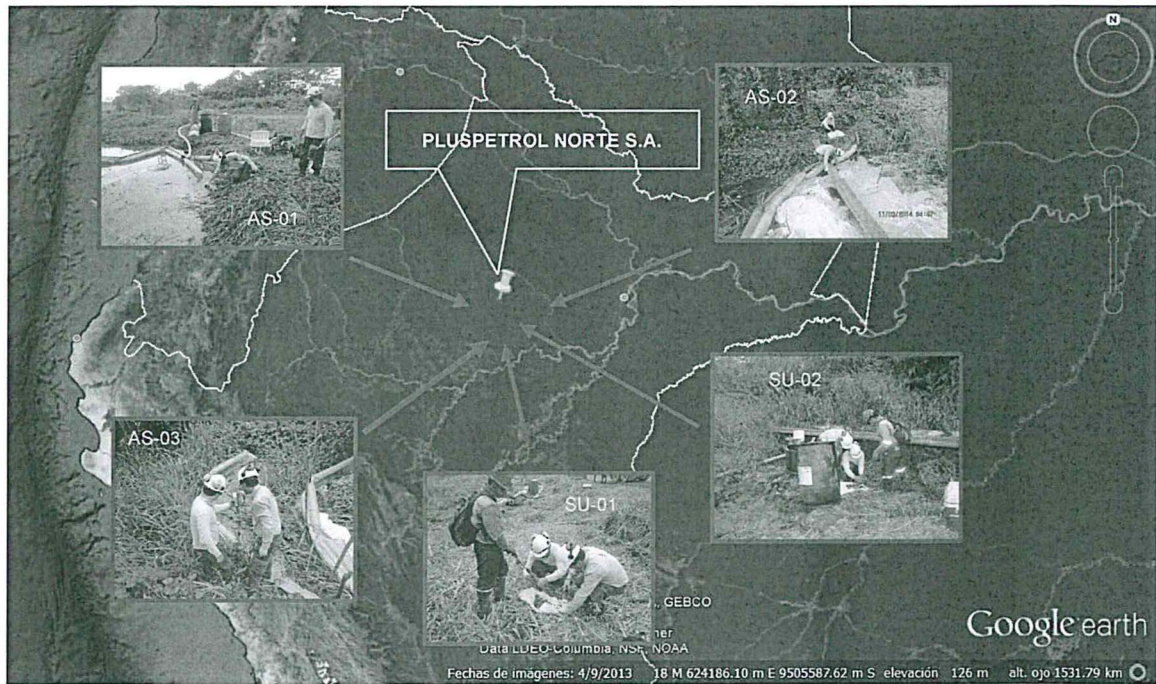 N
AS-01
PLUSPETROL NORTE S.A.
AS-02
AS-03
SU-01
SU-02
GEBCO
Data LDEO-Columbia, NSF, NOAA
Google earth
Fechas de imágenes: 4/9/2013 18 M 624186.10 m E 9505587.62 m S elevación 126 m alt. ojo 1531.79 km